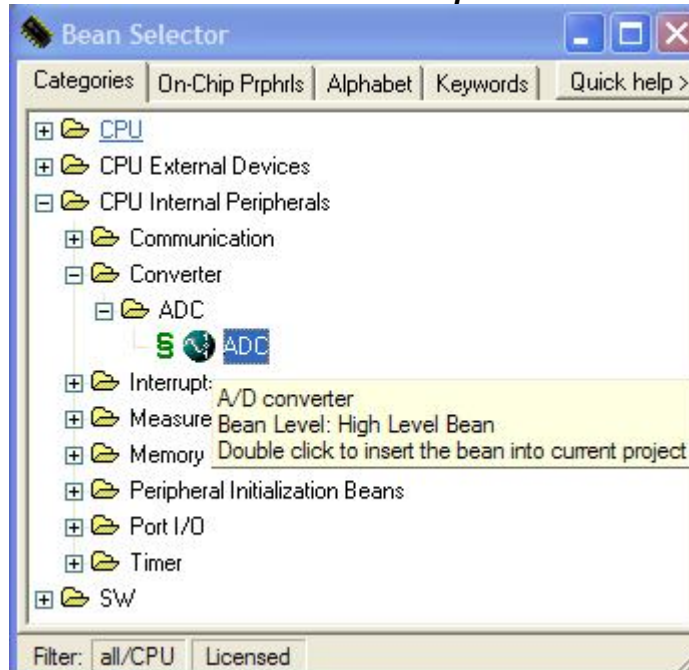 Bean Selector
Categories On-Chip Prphrls Alphabet Keywords Quick help >
CPU
CPU External Devices
CPU Internal Peripherals
Communication
Converter
ADC
§ ADC
Interrupt
A/D converter
Measure
Bean Level: High Level Bean
Memory
Double click to insert the bean into current project
Peripheral Initialization Beans
Port I/O
Timer
SW
Filter: all/CPU Licensed